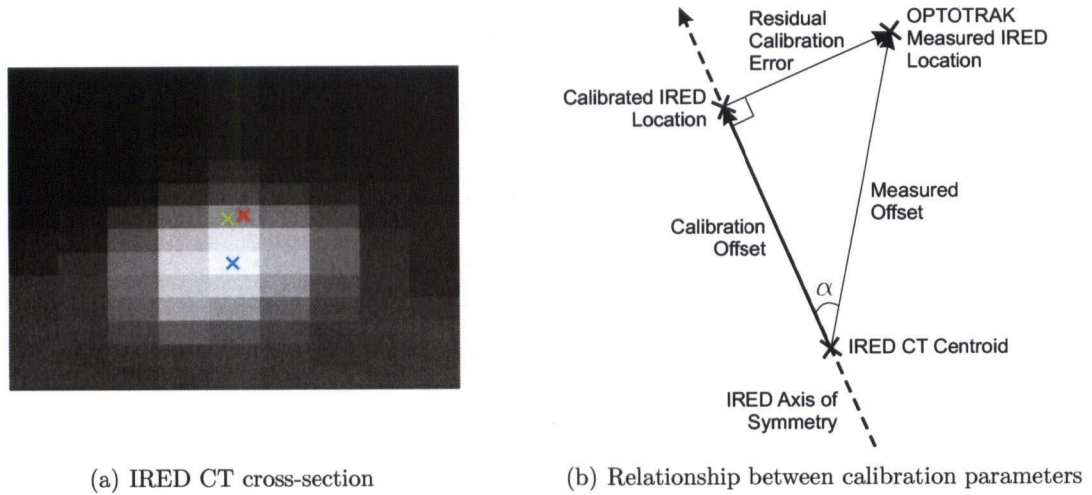 Residual
Calibration
Error
OPTOTRAK
Measured IRED
Location
Calibrated IRED
Location
Measured
Offset
Calibration
Offset
α
IRED CT Centroid
IRED Axis of
Symmetry
(a) IRED CT cross-section
(b) Relationship between calibration parameters